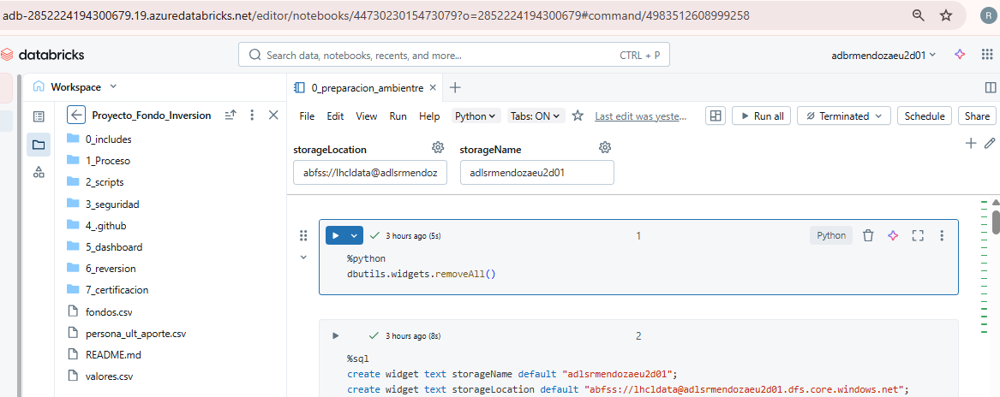 adb-2852224194300679.19.azuredatabricks.net/editor/notebooks/4473023015473079?o=2852224194300679#command/4983512608999258
R
databricks
Search data, notebooks, recents, and more...
CTRL + P
adbrmendozaeu2d01
Workspace
0_preparacion_ambientre
Proyecto_Fondo_Inversion
File Edit View Run Help Python Tabs: ON Last edit was yeste... Run all Terminated Schedule Share
0_includes
1_Proceso
2_scripts
3_seguridad
4_.github
5_dashboard
6_reversion
7_certificacion
fondos.csv
persona_ult_aporte.csv
README.md
valores.csv
storageLocation
abfss://lhcldata@adlsrmendoz
storageName
adlsrmendozaeu2d01
3 hours ago (5s)
1
Python
%python
dbutils.widgets.removeAll()
3 hours ago (8s)
2
%sql
create widget text storageName default "adlsrmendozaeu2d01";
create widget text storageLocation default "abfss://lhcldata@adlsrmendozaeu2d01.dfs.core.windows.net";